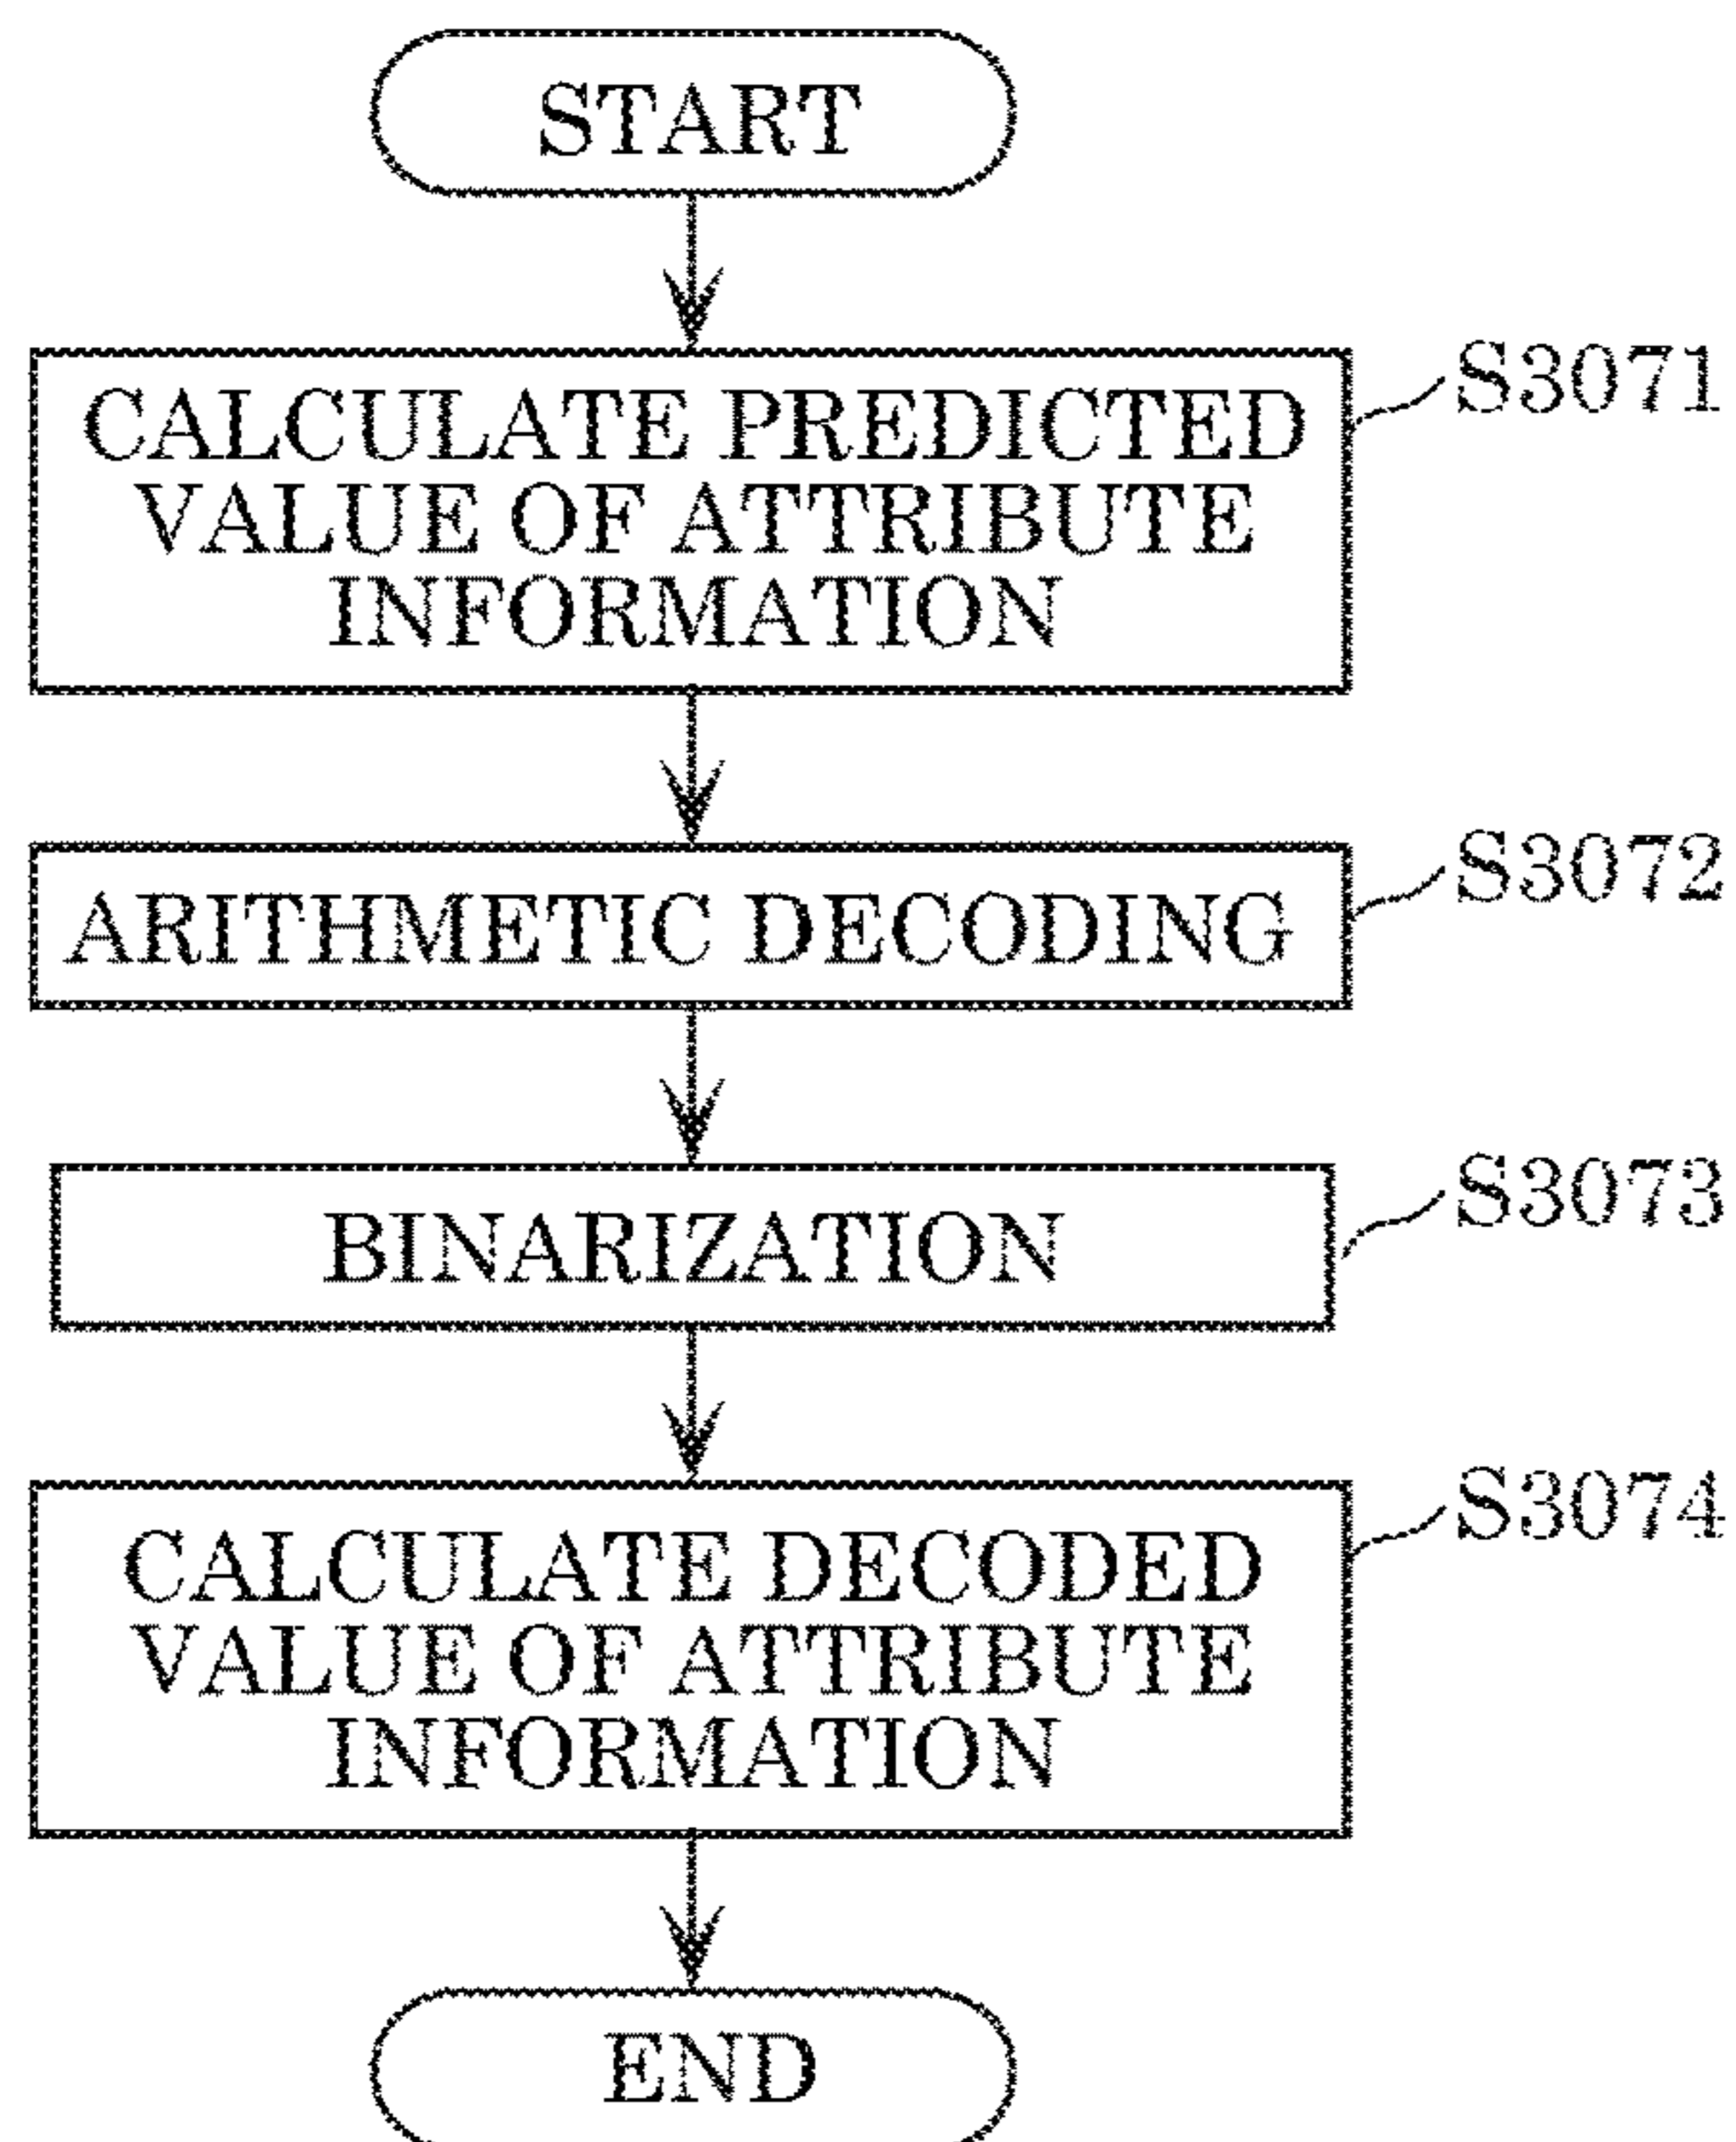 START
S3071
CALCULATE PREDICTED
VALUE OF ATTRIBUTE
INFORMATION
S3072
ARITHMETIC DECODING
S3073
BINARIZATION
S3074
CALCULATE DECODED
VALUE OF ATTRIBUTE
INFORMATION
END